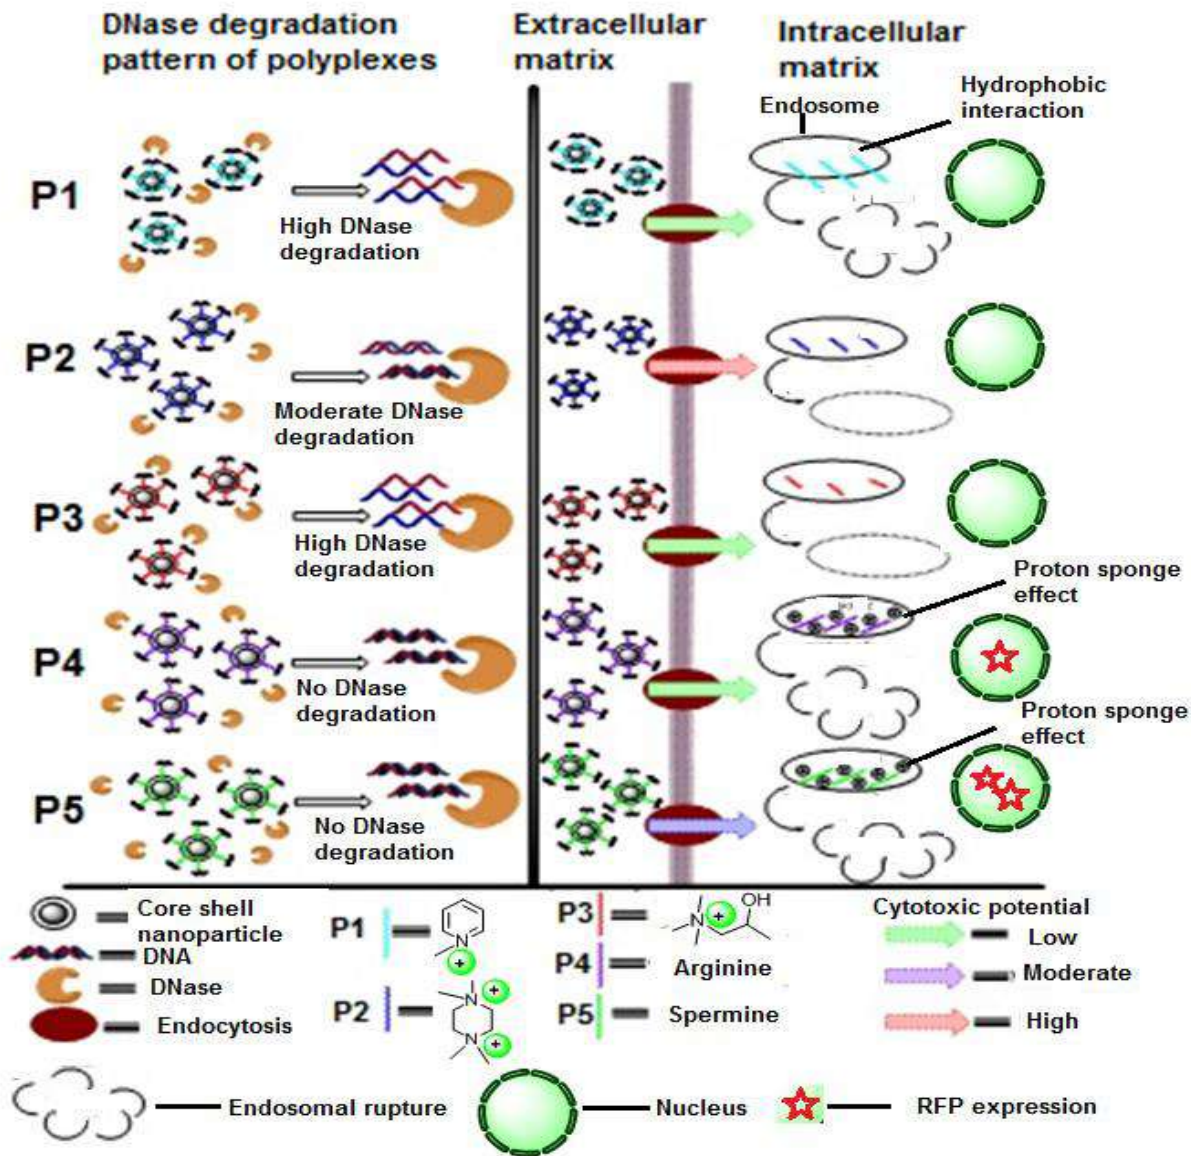 DNase degradation
pattern of polyplexes
Extracellular
matrix
Intracellular
matrix
Endosome
Hydrophobic
interaction
P1
High DNase
degradation
P2
Moderate DNase
degradation
P3
High DNase
degradation
Proton sponge
effect
P4
No DNase
degradation
Proton sponge
effect
P5
No DNase
degradation
Core shell
nanoparticle
DNA
DNase
Endocytosis
P1
N
+
P2
N
+
N
+
P3
N
+
OH
P4
Arginine
P5
Spermine
Cytotoxic potential
Low
Moderate
High
Endosomal rupture
Nucleus
RFP expression